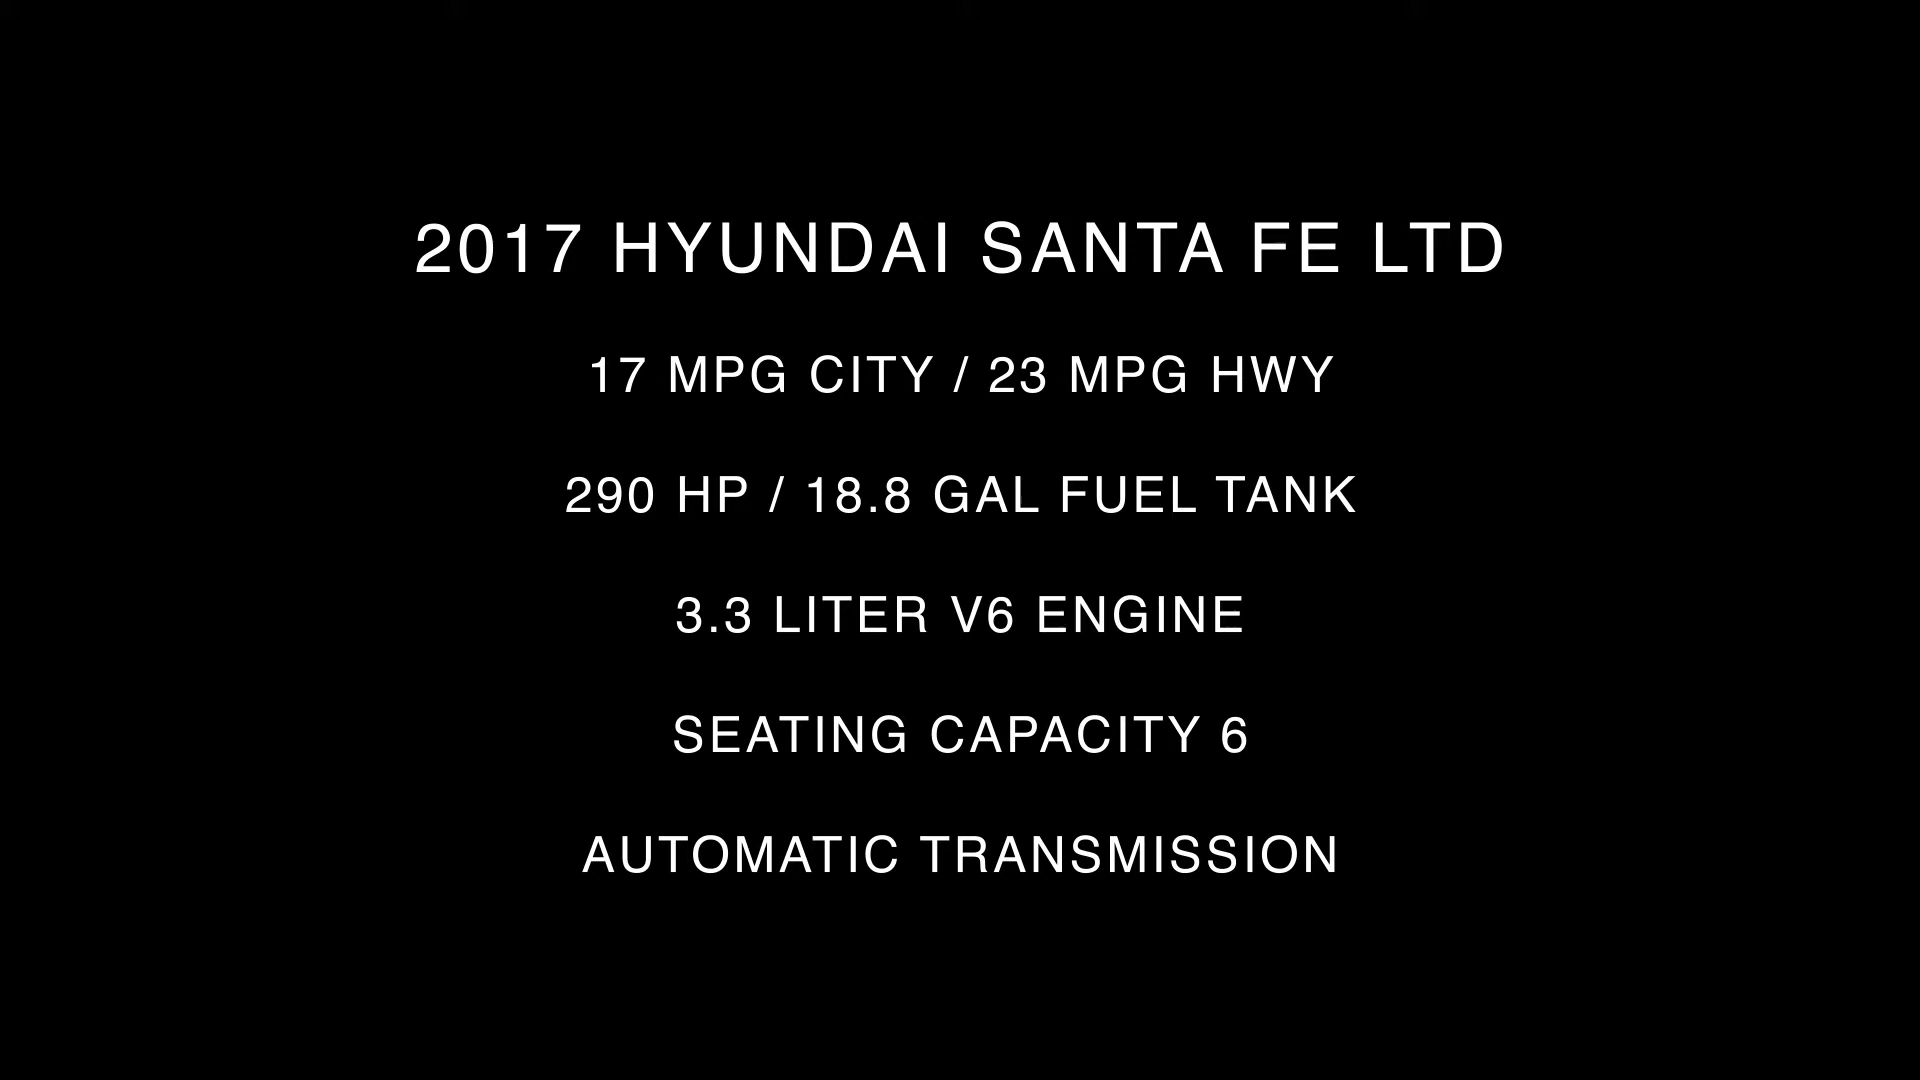 2017 HYUNDAI SANTA FE LTD
17 MPG CITY / 23 MPG HWY
290 HP / 18.8 GAL FUEL TANK
3.3 LITER V6 ENGINE
SEATING CAPACITY 6
AUTOMATIC TRANSMISSION